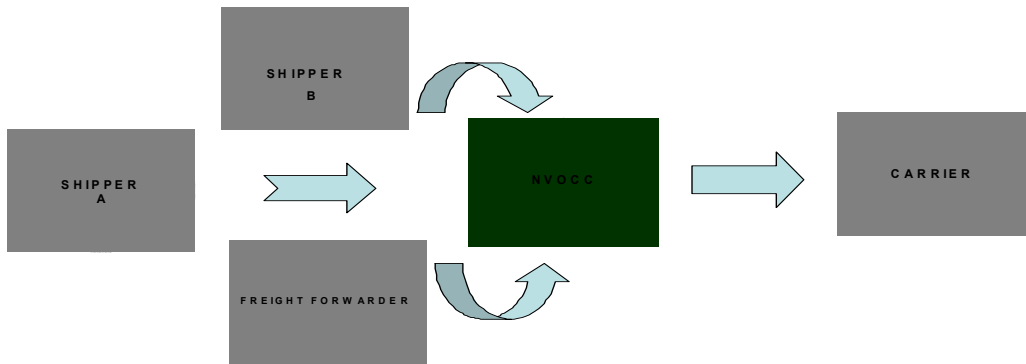 SHIPPER
B
SHIPPER
A
NVOCC
CARRIER
FREIGHT FORWARDER